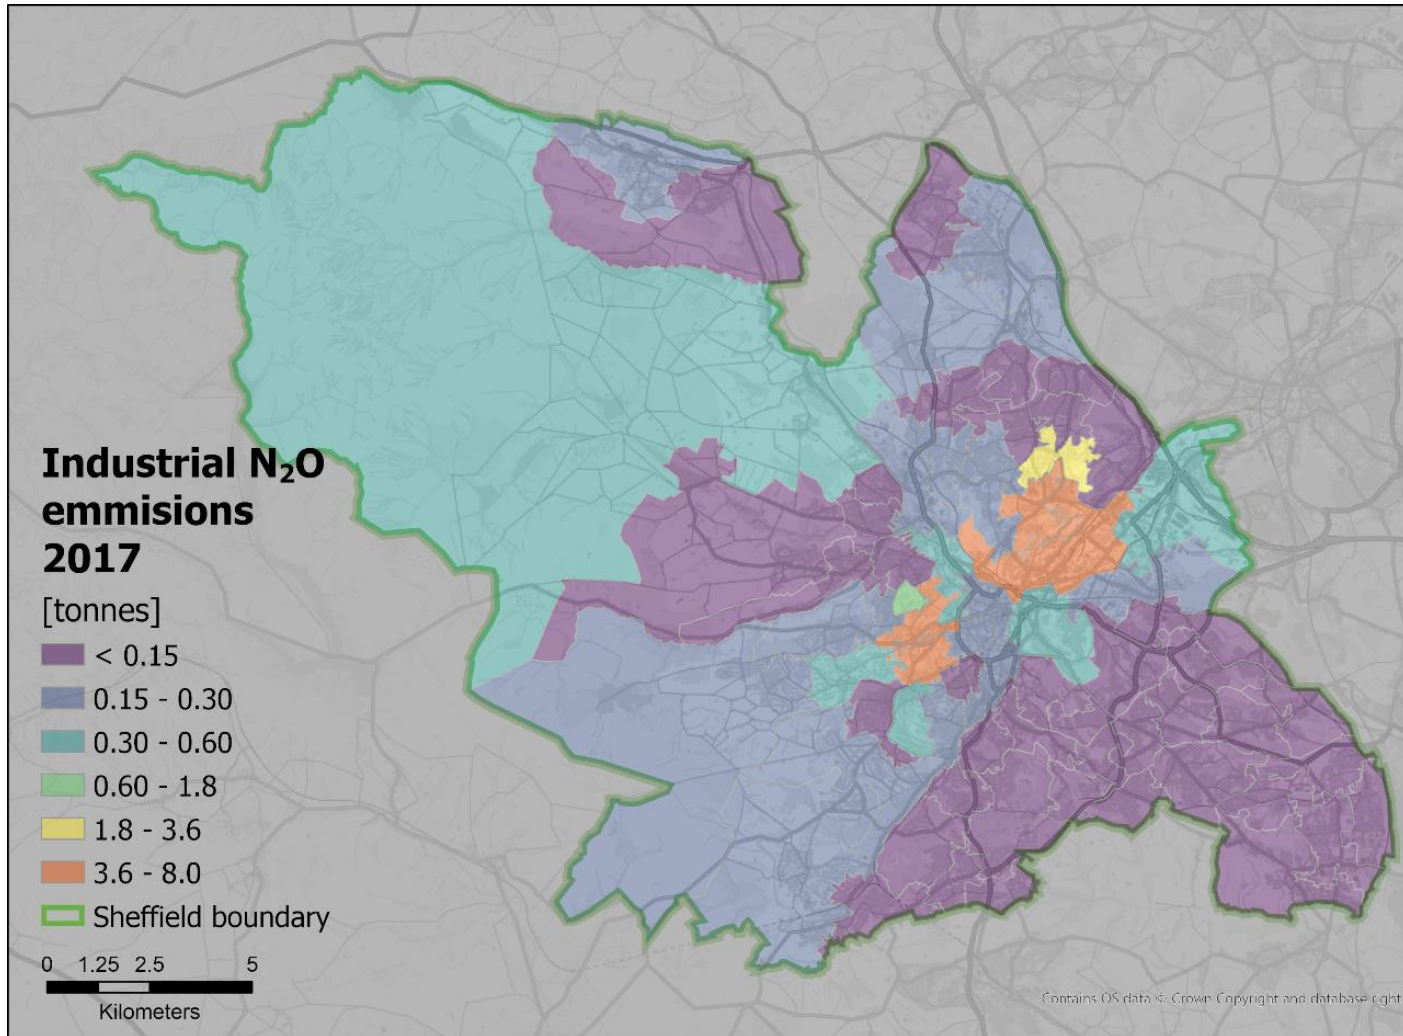 Industrial N₂O
emmisions
2017
[tonnes]
< 0.15
0.15 - 0.30
0.30 - 0.60
0.60 - 1.8
1.8 - 3.6
3.6 - 8.0
Sheffield boundary
0 1.25 2.5 5
Kilometers
Contains OS data © Crown Copyright and database right